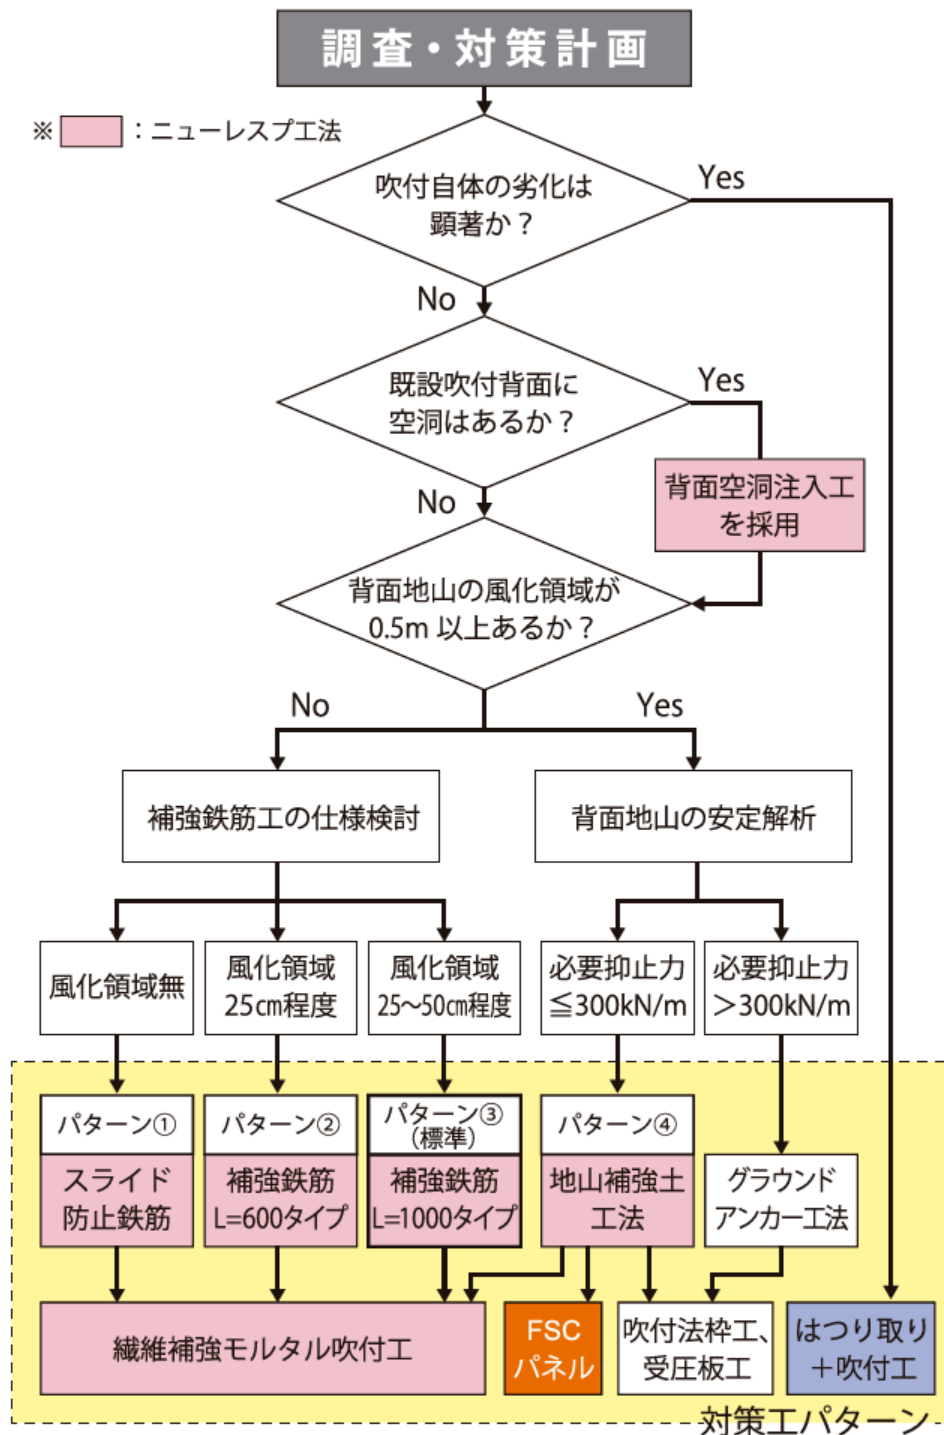 調査・対策計画
※　：ニューレスプ工法
吹付自体の劣化は
顕著か？
Yes
No
既設吹付背面に
空洞はあるか？
Yes
背面空洞注入工
を採用
No
背面地山の風化領域が
0.5m 以上あるか？
No
Yes
補強鉄筋工の仕様検討
背面地山の安定解析
風化領域無
風化領域
25㎝程度
風化領域
25～50㎝程度
必要抑止力
≦300kN/m
必要抑止力
＞300kN/m
パターン①
スライド
防止鉄筋
パターン②
補強鉄筋
L=600タイプ
パターン③
（標準）
補強鉄筋
L=1000タイプ
パターン④
地山補強土
工法
グラウンド
アンカー工法
繊維補強モルタル吹付工
FSC
パネル
吹付法枠工、
受圧板工
はつり取り
＋吹付工
対策工パターン